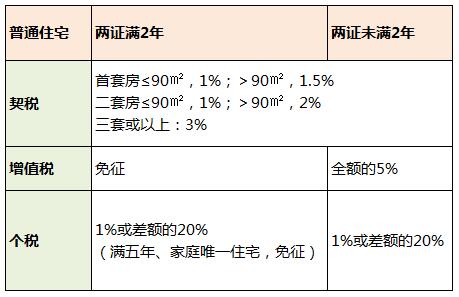 普通住宅 两证满2年 两证未满2年
契税 首套房≤90㎡，1%；＞90㎡，1.5%
二套房≤90㎡，1%；＞90㎡，2%
三套或以上：3%
增值税 免征 全额的5%
个税 1%或差额的20%
（满五年、家庭唯一住宅，免征） 1%或差额的20%